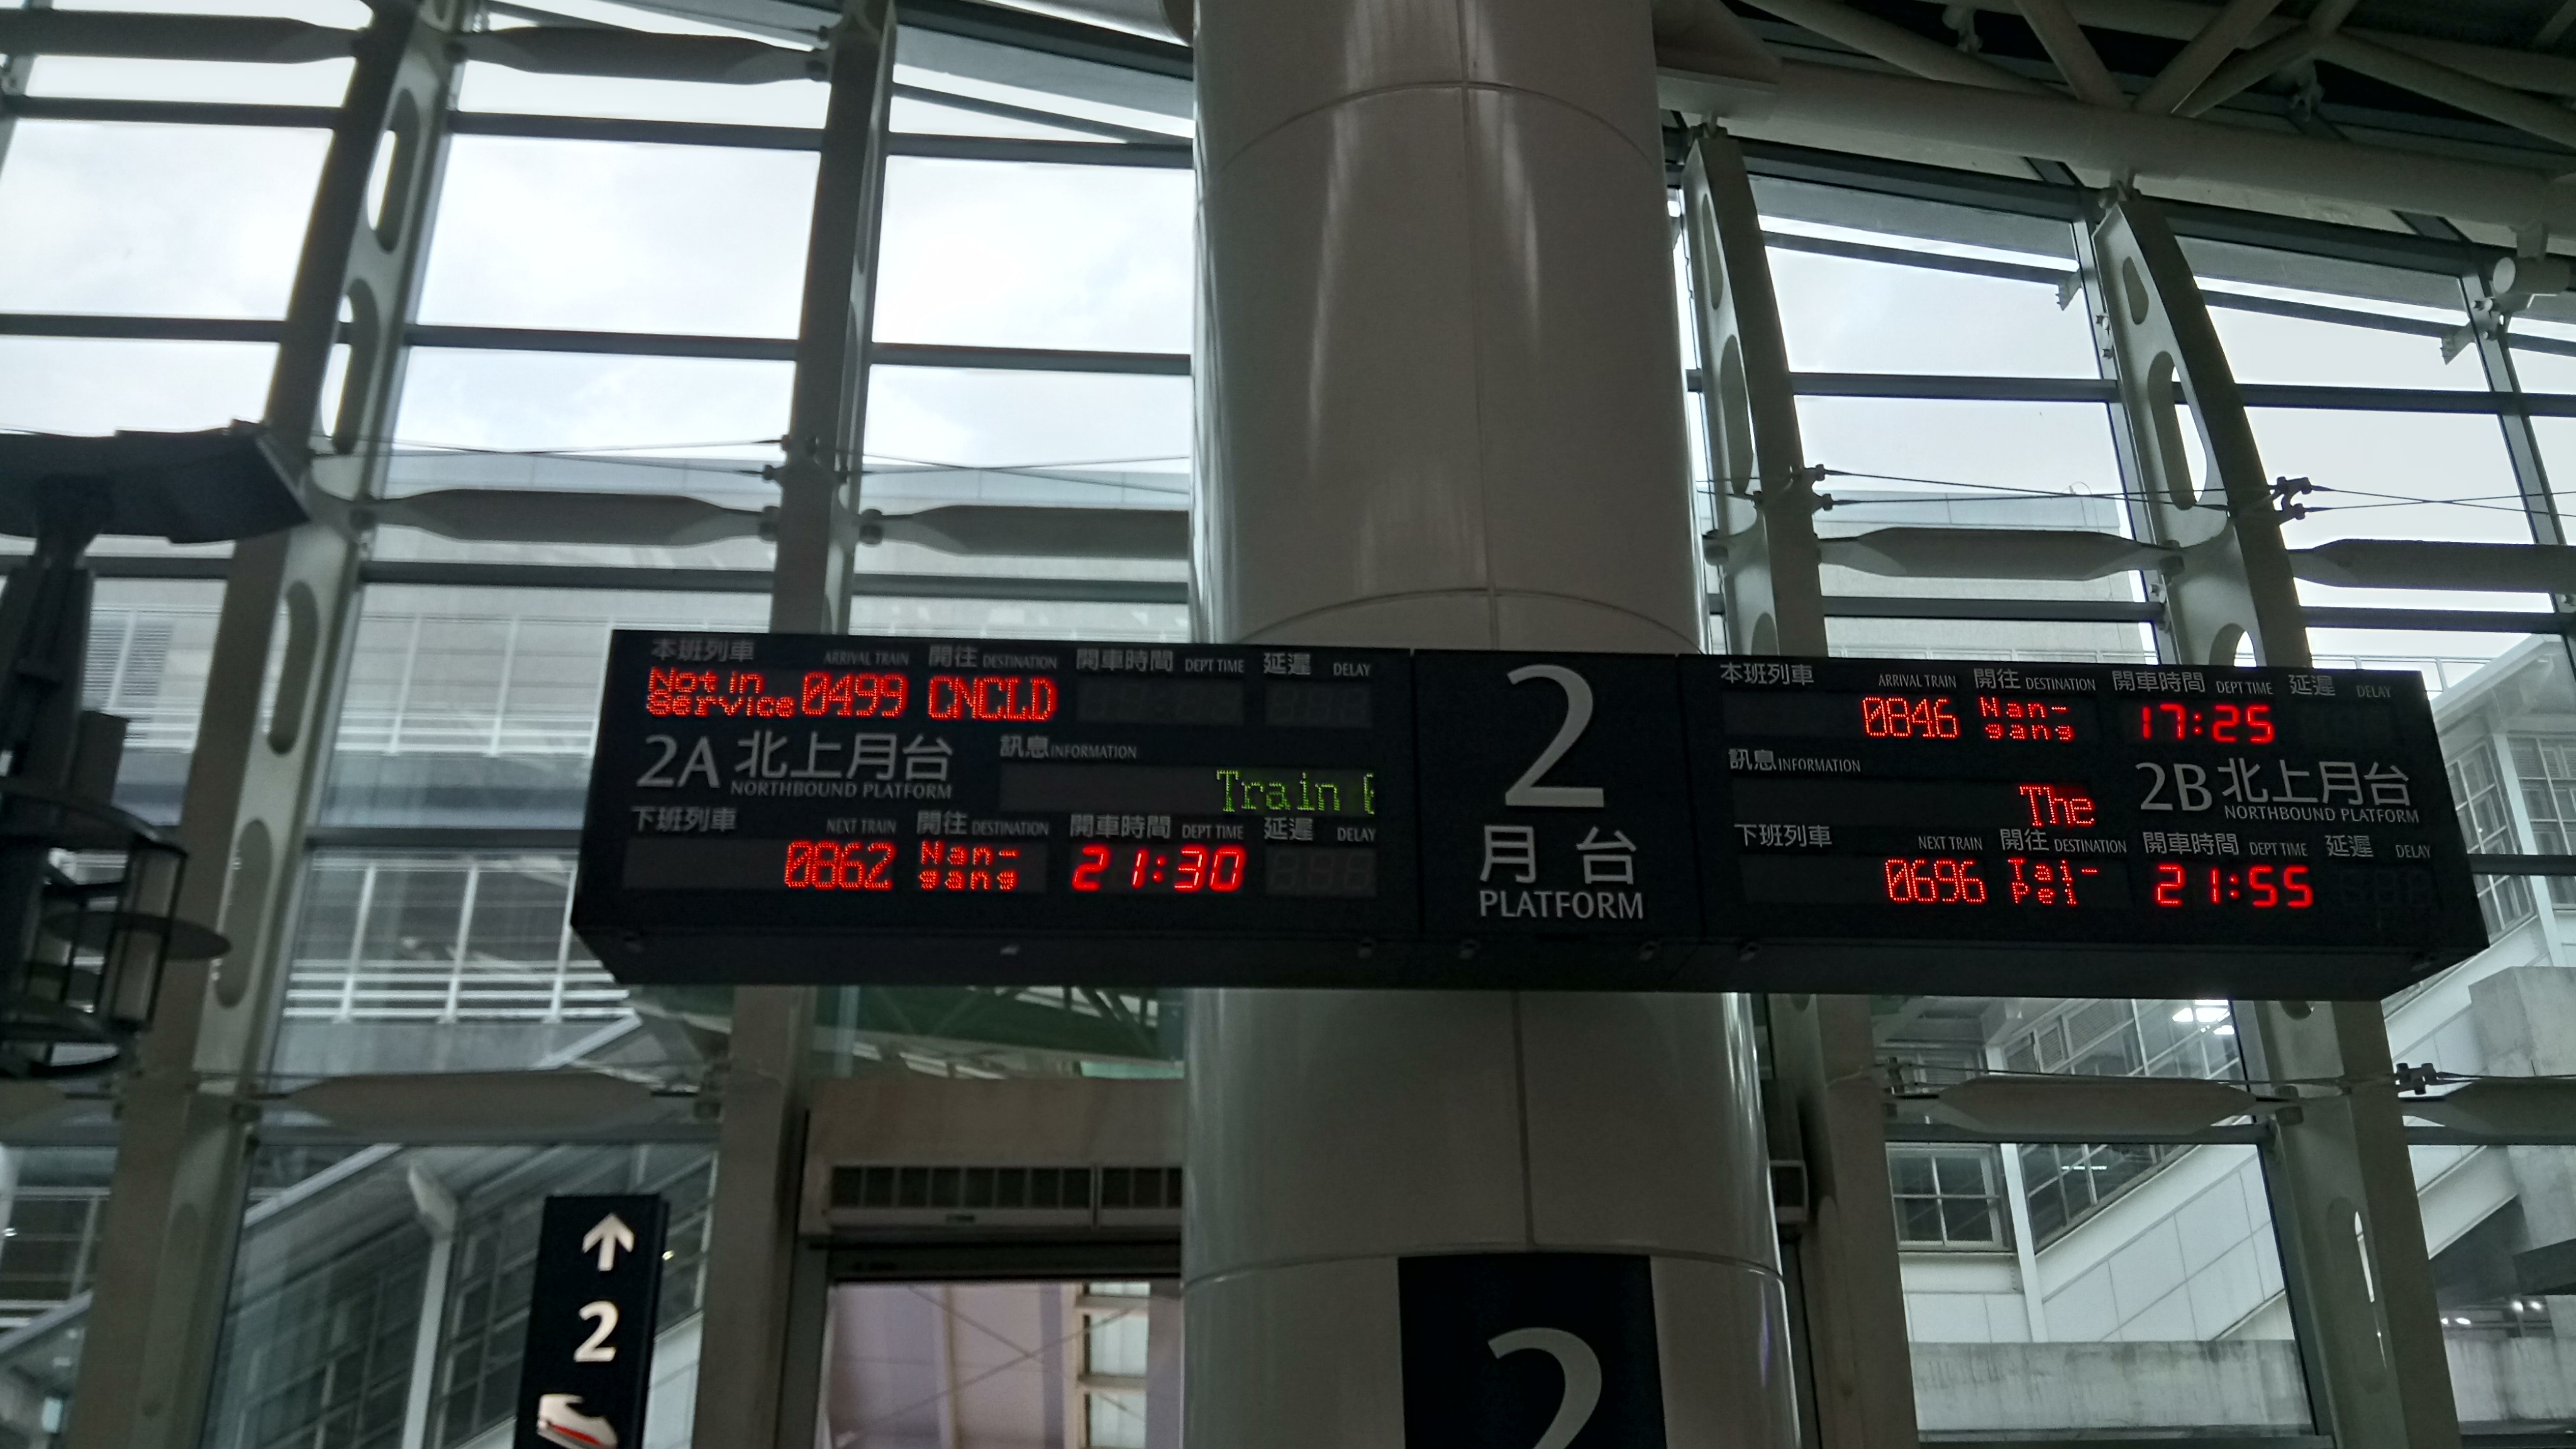 本班列車 ARRIVAL TRAIN 開往 DESTINATION 開車時間 DEPT TIME 延遲 DELAY
Not in
Service 0499 CNCLD
2A 北上月台 訊息 INFORMATION
NORTHBOUND PLATFORM
Train
下班列車 NEXT TRAIN 開往 DESTINATION 開車時間 DEPT TIME 延遲 DELAY
0862 Nan-
gang 21:30
2
月台
PLATFORM
本班列車 ARRIVAL TRAIN 開往 DESTINATION 開車時間 DEPT TIME 延遲 DELAY
0846 Nan-
gang 17:25
訊息 INFORMATION
The
2B 北上月台
NORTHBOUND PLATFORM
下班列車 NEXT TRAIN 開往 DESTINATION 開車時間 DEPT TIME 延遲 DELAY
0696 Tai-
Pei 21:55
2
2